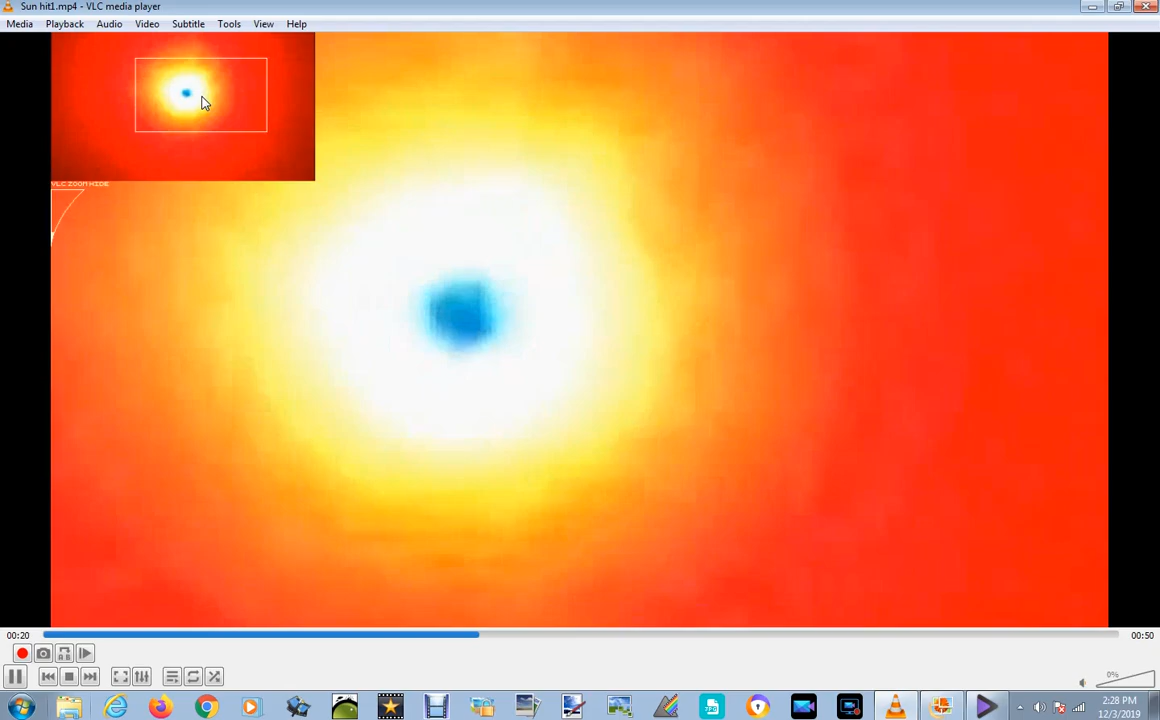 Sun hit1.mp4 - VLC media player
Media Playback Audio Video Subtitle Tools View Help
VLC ZOOM HIDE
00:20 00:50
0%
JPG
2:28 PM
12/3/2019